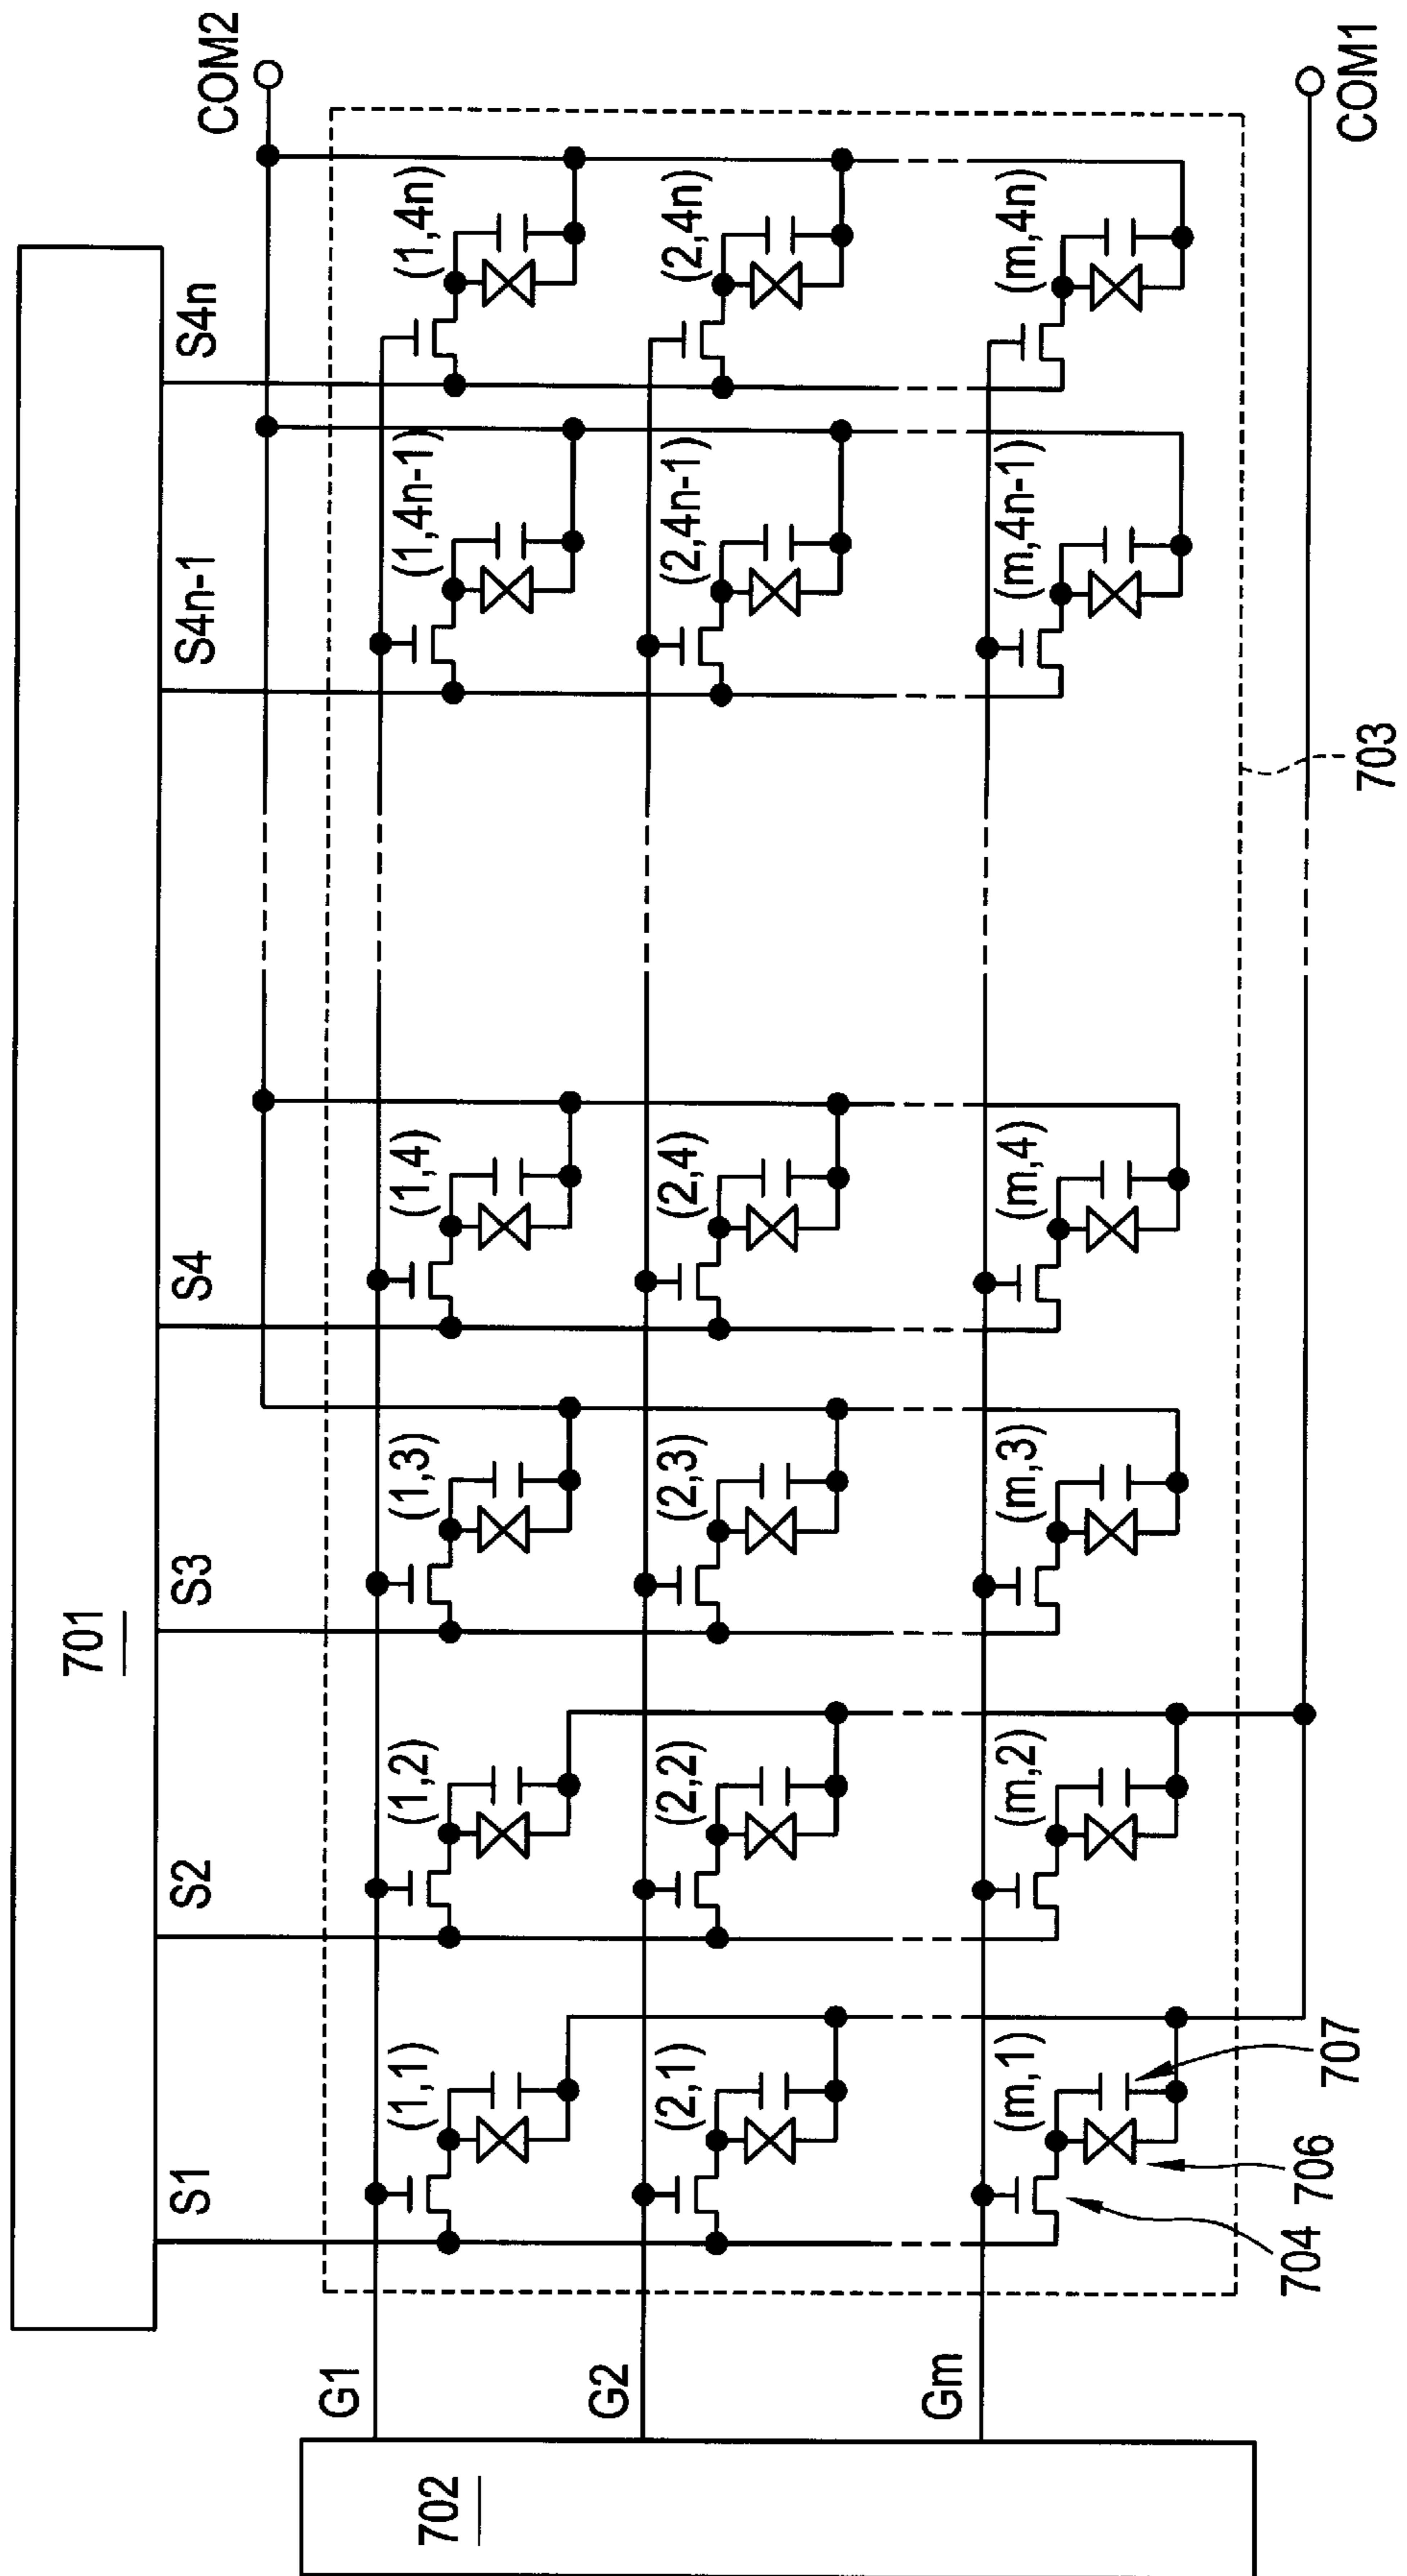 701
S1
S2
S3
S4
S4n-1
S4n
COM2
702
G1
(1,1)
(1,2)
(1,3)
(1,4)
(1,4n-1)
(1,4n)
G2
(2,1)
(2,2)
(2,3)
(2,4)
(2,4n-1)
(2,4n)
Gm
(m,1)
(m,2)
(m,3)
(m,4)
(m,4n-1)
(m,4n)
704
706
707
703
COM1